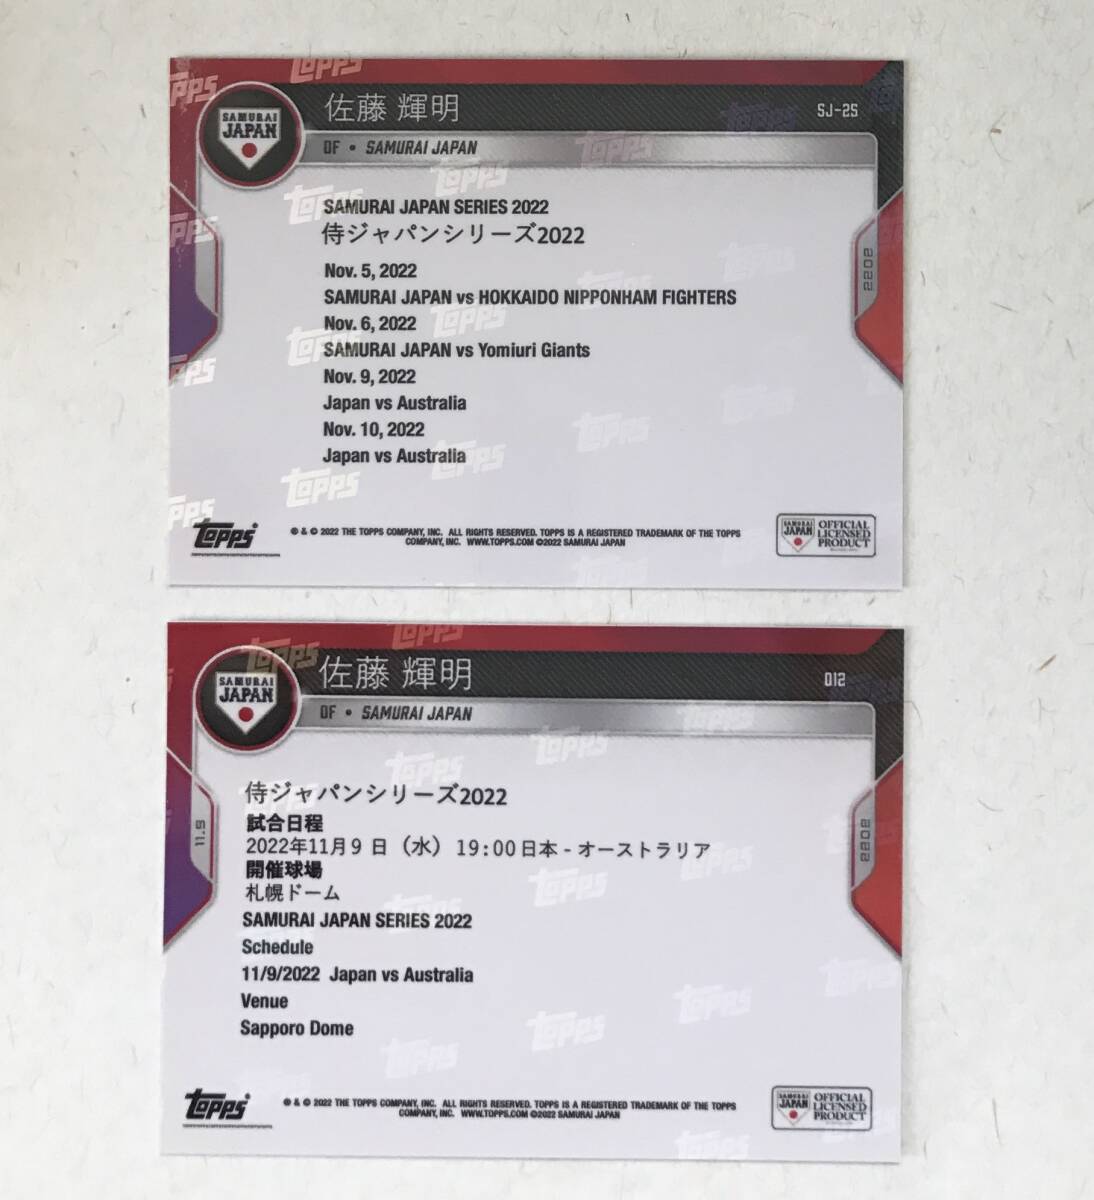 SAMURAI
JAPAN
佐藤 輝明
SJ-25
OF • SAMURAI JAPAN
SAMURAI JAPAN SERIES 2022
侍ジャパンシリーズ2022
Nov. 5, 2022
SAMURAI JAPAN vs HOKKAIDO NIPPONHAM FIGHTERS
Nov. 6, 2022
SAMURAI JAPAN vs Yomiuri Giants
Nov. 9, 2022
Japan vs Australia
Nov. 10, 2022
Japan vs Australia
2022
Topps
® & © 2022 THE TOPPS COMPANY, INC. ALL RIGHTS RESERVED. TOPPS IS A REGISTERED TRADEMARK OF THE TOPPS
COMPANY, INC. WWW.TOPPS.COM ©2022 SAMURAI JAPAN
SAMURAI
JAPAN
OFFICIAL
LICENSED
PRODUCT
SAMURAI
JAPAN
佐藤 輝明
012
OF • SAMURAI JAPAN
11.9
2022
侍ジャパンシリーズ2022
試合日程
2022年11月9日（水）19:00日本-オーストラリア
開催球場
札幌ドーム
SAMURAI JAPAN SERIES 2022
Schedule
11/9/2022 Japan vs Australia
Venue
Sapporo Dome
Topps
® & © 2022 THE TOPPS COMPANY, INC. ALL RIGHTS RESERVED. TOPPS IS A REGISTERED TRADEMARK OF THE TOPPS
COMPANY, INC. WWW.TOPPS.COM ©2022 SAMURAI JAPAN
SAMURAI
JAPAN
OFFICIAL
LICENSED
PRODUCT